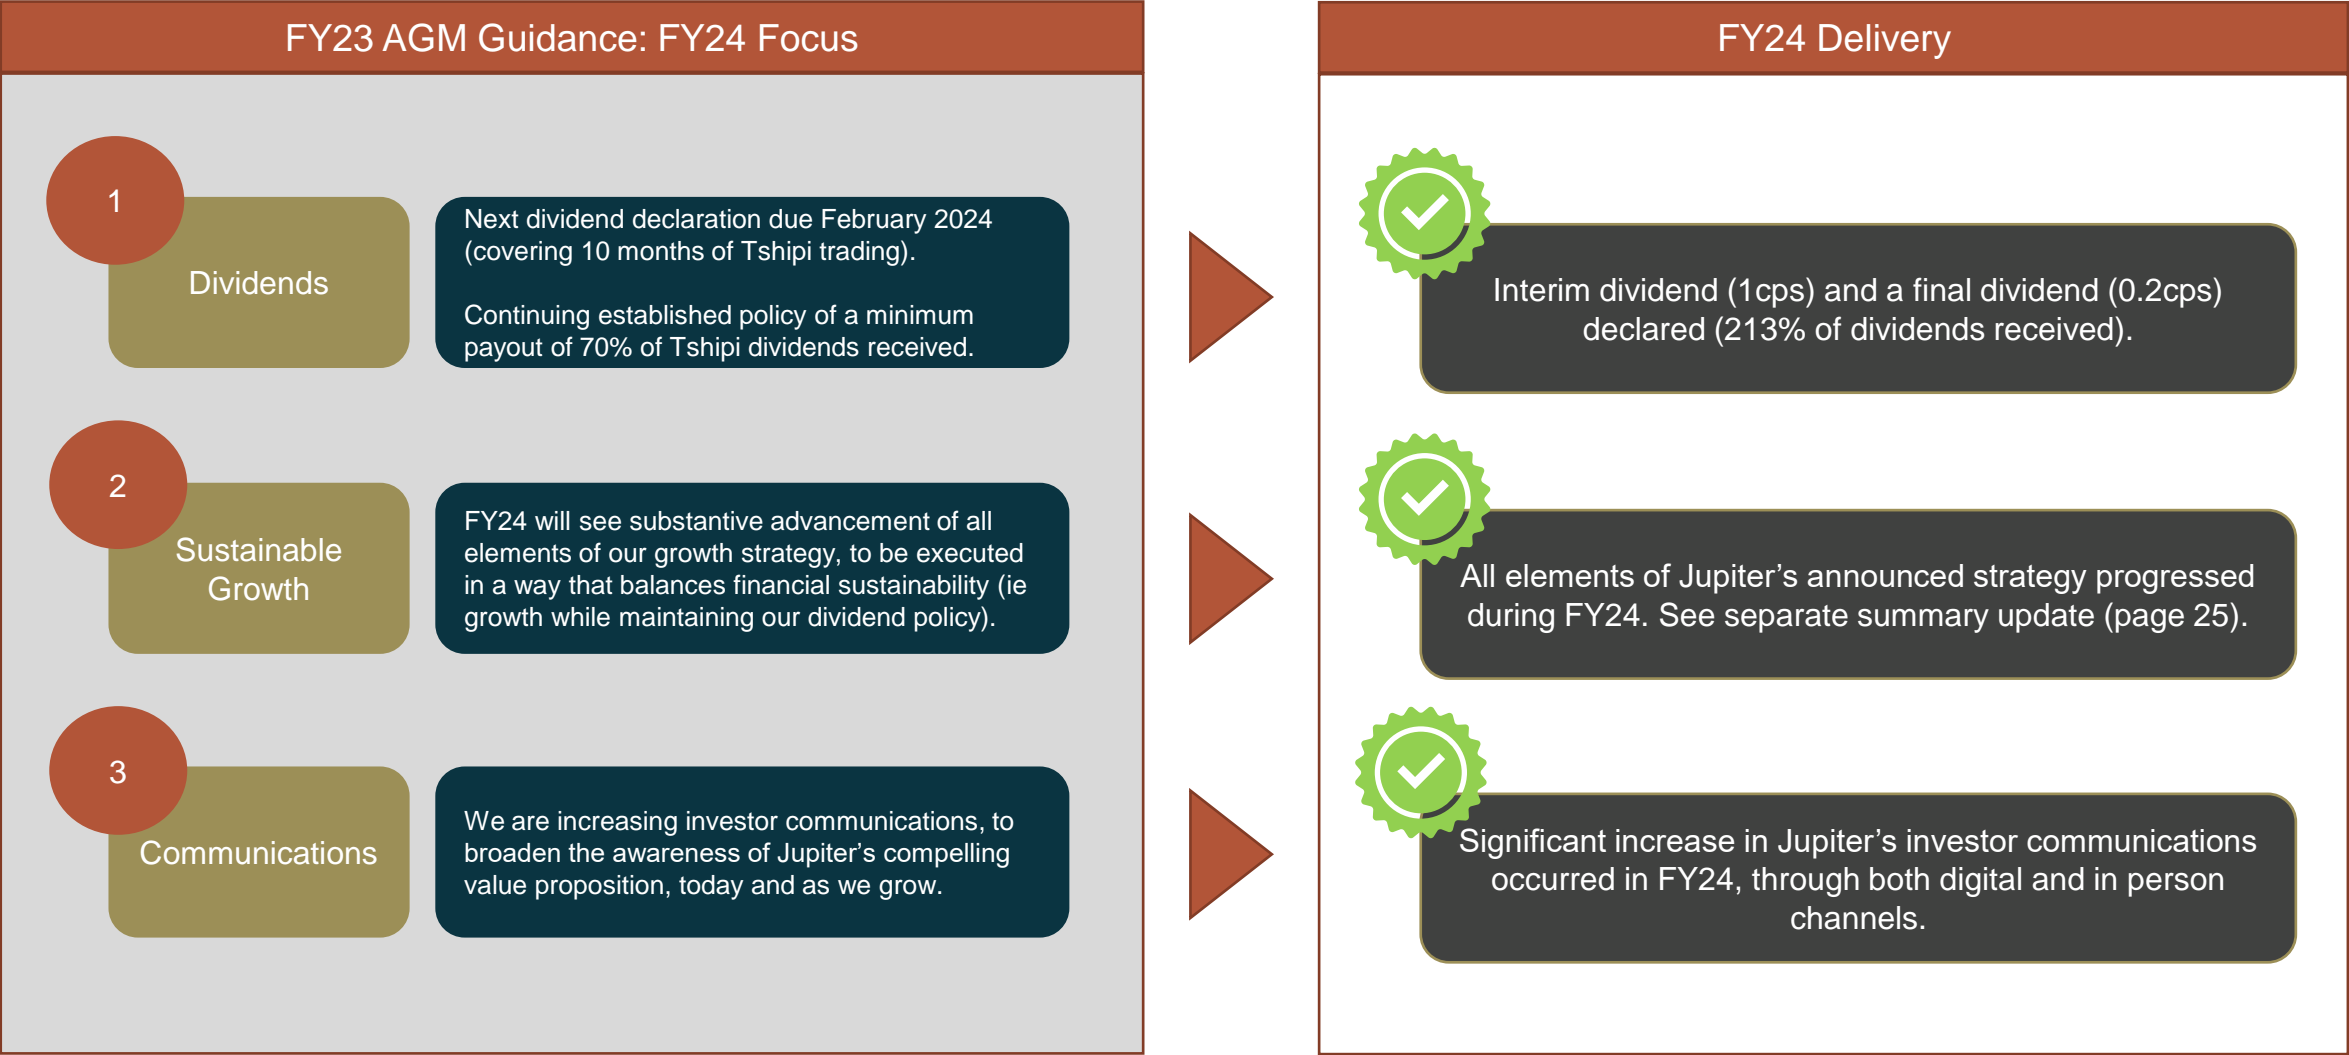 FY23 AGM Guidance: FY24 Focus
1
Dividends
Next dividend declaration due February 2024
(covering 10 months of Tshipi trading).
Continuing established policy of a minimum
payout of 70% of Tshipi dividends received.
2
Sustainable
Growth
FY24 will see substantive advancement of all
elements of our growth strategy, to be executed
in a way that balances financial sustainability (ie
growth while maintaining our dividend policy).
3
Communications
We are increasing investor communications, to
broaden the awareness of Jupiter’s compelling
value proposition, today and as we grow.
FY24 Delivery
Interim dividend (1cps) and a final dividend (0.2cps)
declared (213% of dividends received).
All elements of Jupiter’s announced strategy progressed
during FY24. See separate summary update (page 25).
Significant increase in Jupiter’s investor communications
occurred in FY24, through both digital and in person
channels.